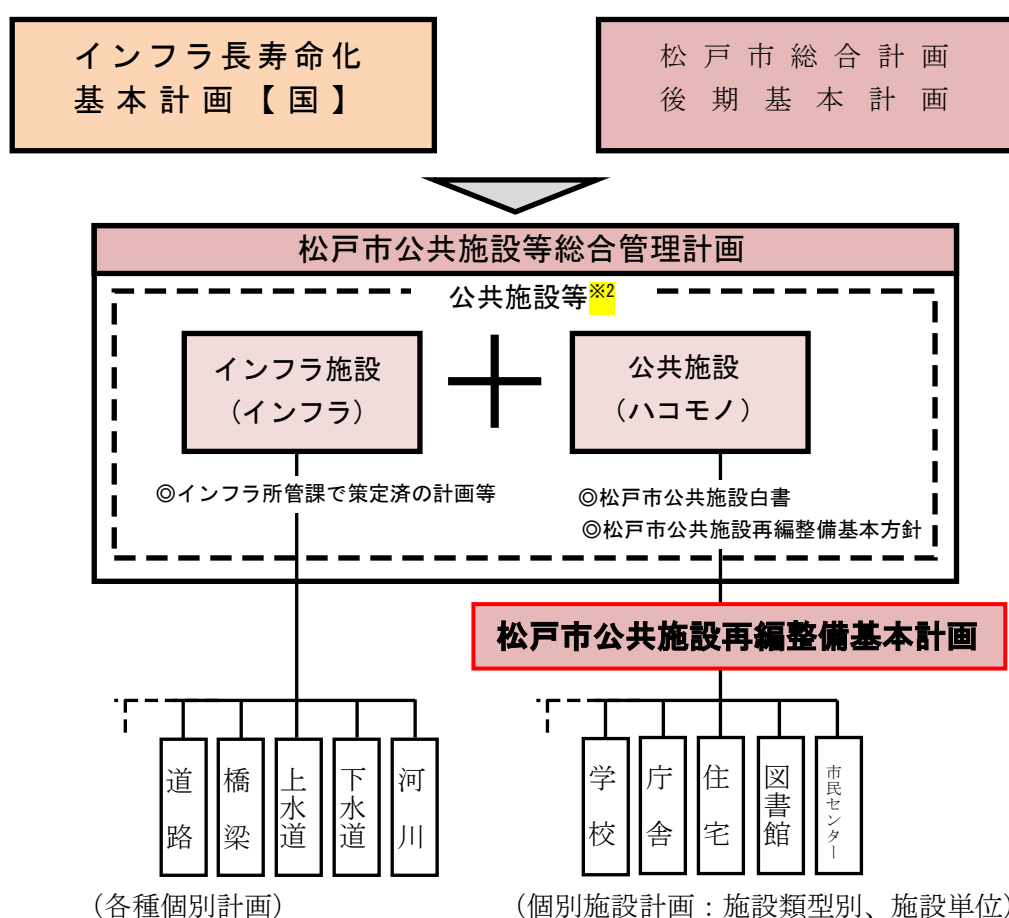 インフラ長寿命化
基本計画【国】
松戸市総合計画
後期基本計画
松戸市公共施設等総合管理計画
公共施設等※2
インフラ施設
（インフラ）
公共施設
（ハコモノ）
◎インフラ所管課で策定済の計画等
◎松戸市公共施設白書
◎松戸市公共施設再編整備基本方針
松戸市公共施設再編整備基本計画
道路
橋梁
上水道
下水道
河川
学校
庁舎
住宅
図書館
市民センター
（各種個別計画）
（個別施設計画：施設類型別、施設単位）